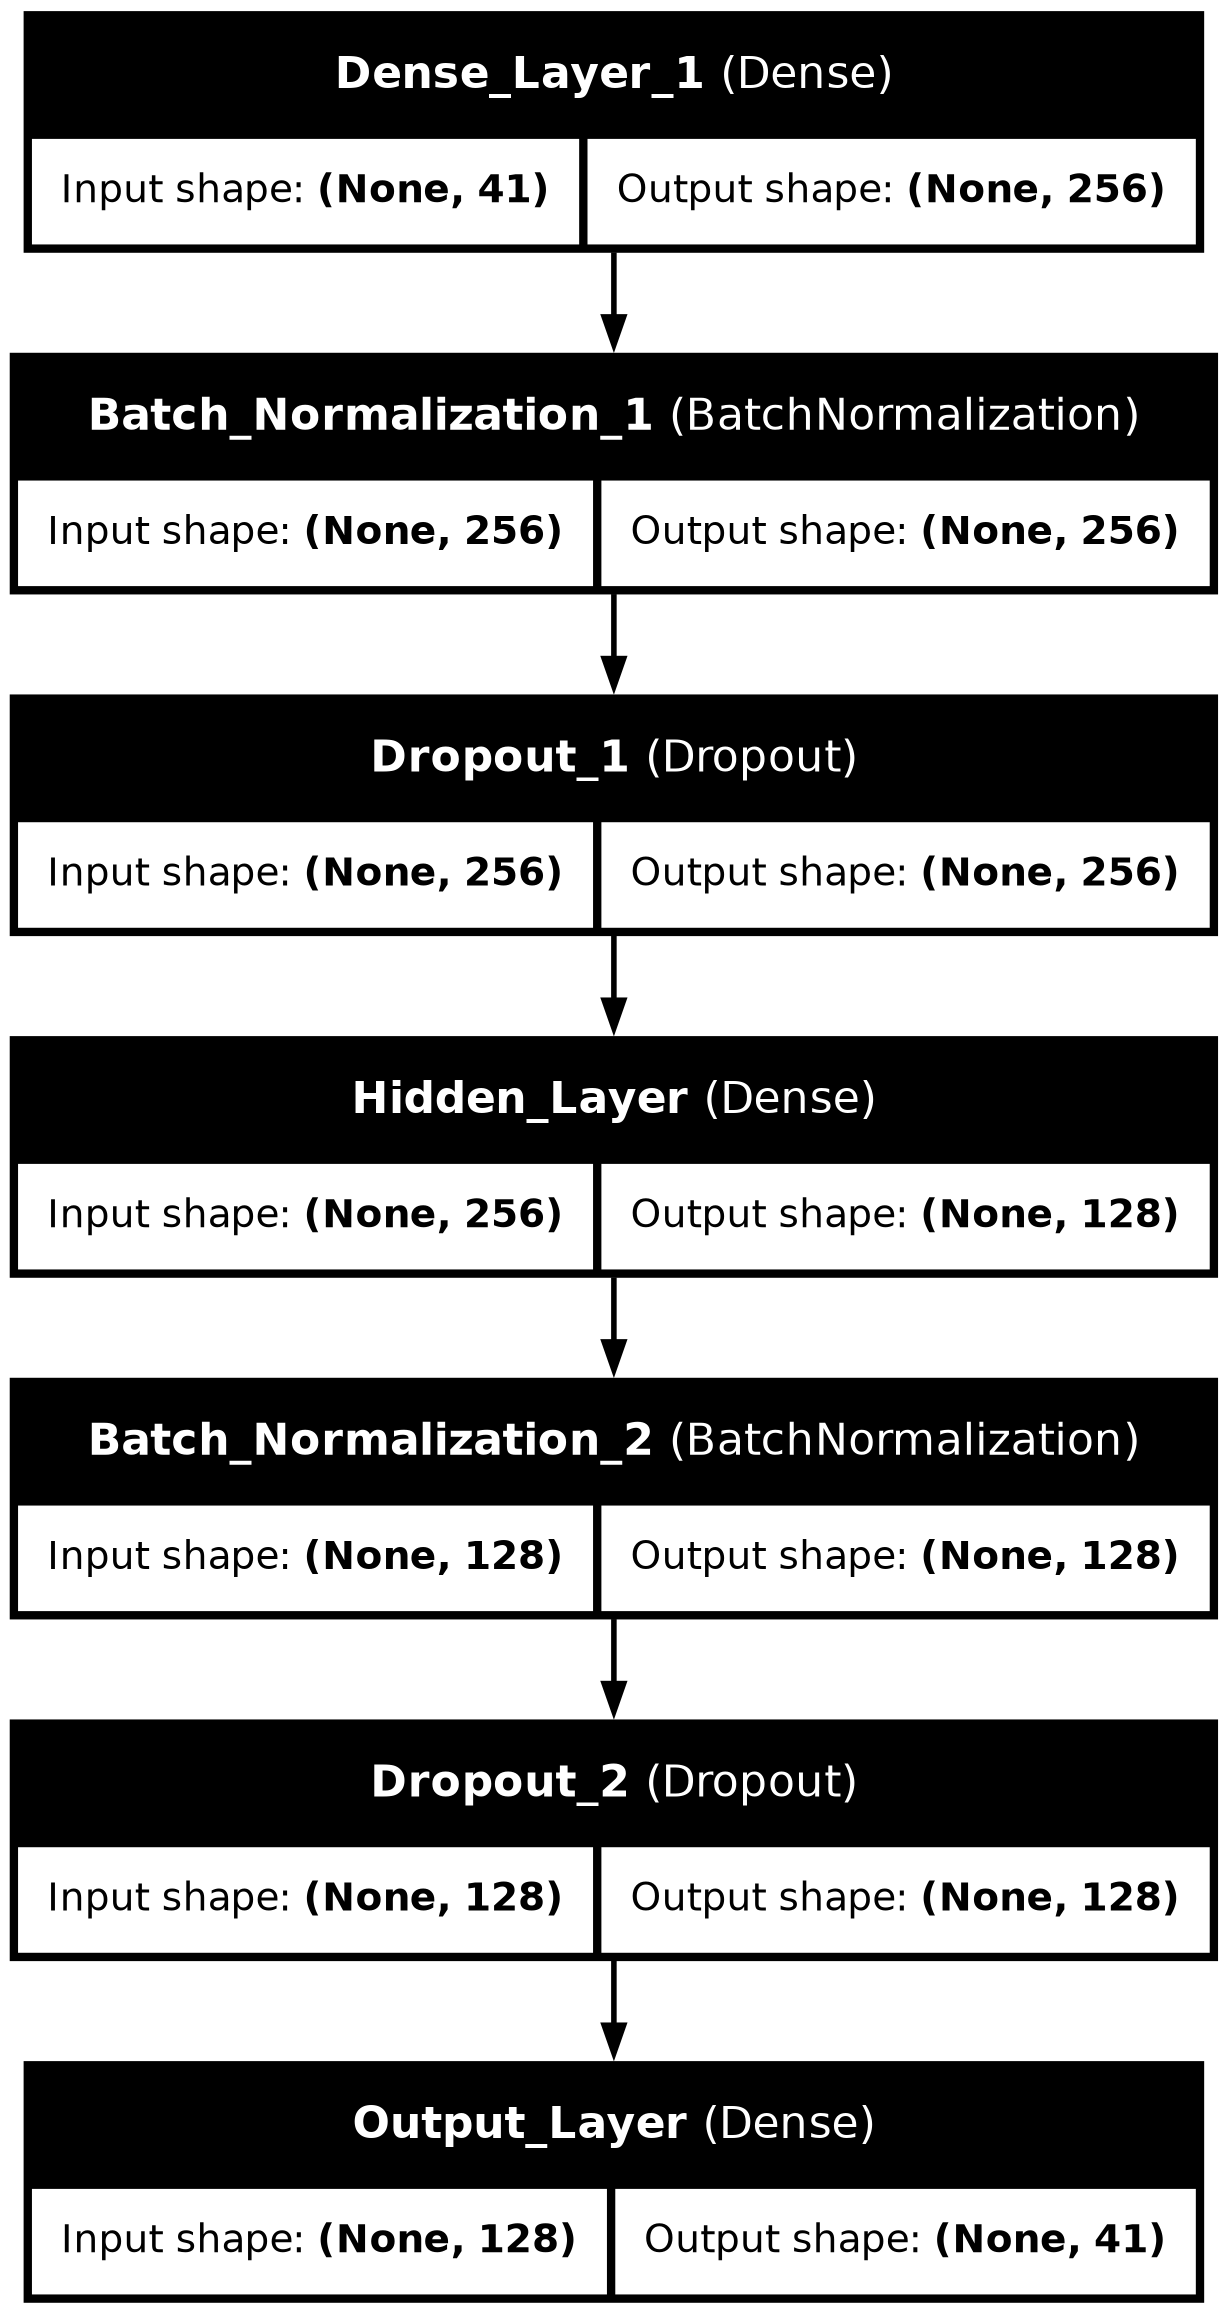 Dense_Layer_1 (Dense)
Input shape: (None, 41) Output shape: (None, 256)
Batch_Normalization_1 (BatchNormalization)
Input shape: (None, 256) Output shape: (None, 256)
Dropout_1 (Dropout)
Input shape: (None, 256) Output shape: (None, 256)
Hidden_Layer (Dense)
Input shape: (None, 256) Output shape: (None, 128)
Batch_Normalization_2 (BatchNormalization)
Input shape: (None, 128) Output shape: (None, 128)
Dropout_2 (Dropout)
Input shape: (None, 128) Output shape: (None, 128)
Output_Layer (Dense)
Input shape: (None, 128) Output shape: (None, 41)